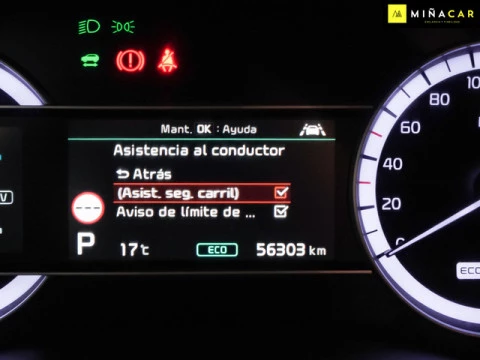 MIÑACAR
Mant. OK : Ayuda
Asistencia al conductor
Atrás
(Asist. seg. carril)
Aviso de límite de ...
P
17°C
ECO
56303 km
0
20
40
60
80
ECO